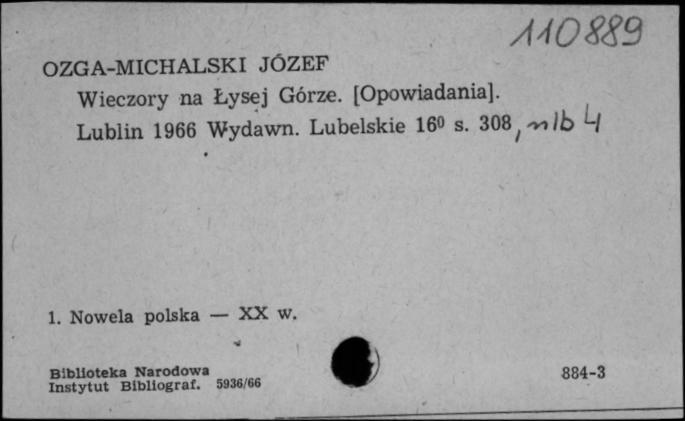 110889
OZGA-MICHALSKI JÓZEF
Wieczory na Łysej Górze. [Opowiadania].
Lublin 1966 Wydawn. Lubelskie 16⁰ s. 308, nlb 4
1. Nowela polska — XX w.
Biblioteka Narodowa
Instytut Bibliograf. 5936/66
884-3